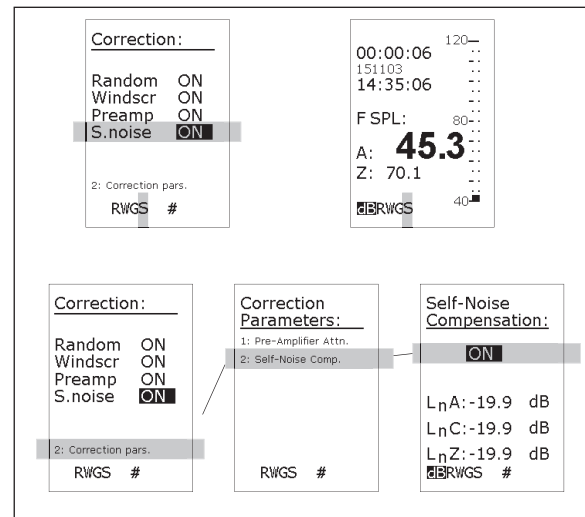 Correction:
Random ON
Windscr ON
Preamp ON
S.noise ON
2: Correction pars.
RWGS #
120
00:00:06
151103
14:35:06
F SPL: 80
A: 45.3
Z: 70.1
40
dBRWGS
Correction:
Random ON
Windscr ON
Preamp ON
S.noise ON
2: Correction pars.
RWGS #
Correction
Parameters:
1: Pre-Amplifier Attn.
2: Self-Noise Comp.
RWGS #
Self-Noise
Compensation:
ON
LnA:-19.9 dB
LnC:-19.9 dB
LnZ:-19.9 dB
dBRWGS #